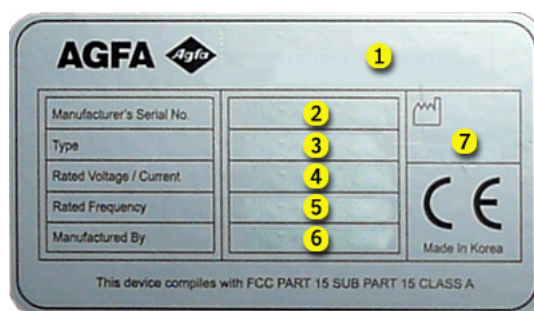 AGFA Agfa 1
Manufacturer's Serial No. 2
Type 3
Rated Voltage / Current 4
Rated Frequency 5
Manufactured By 6
7
CE
Made In Korea
This device compiles with FCC PART 15 SUB PART 15 CLASS A